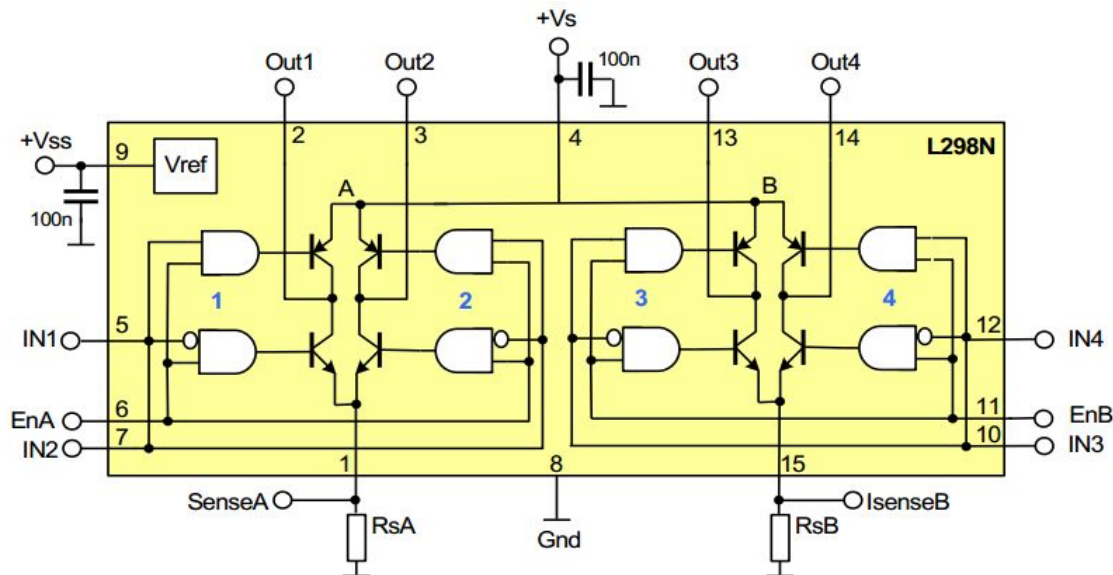 +Vs
Out1
Out2
100n
Out3
Out4
+Vss
9
2
3
4
13
14
L298N
Vref
100n
A
B
1
2
3
4
IN1
5
12
IN4
EnA
6
11
EnB
IN2
7
10
IN3
1
8
15
SenseA
RsA
Gnd
RsB
IsenseB